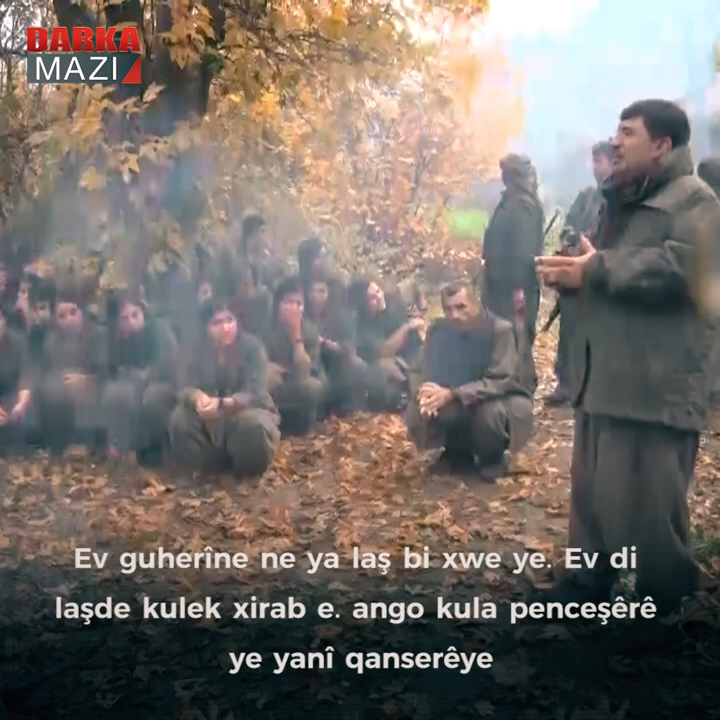 DARKA
MAZI
Ev guherîne ne ya laş bi xwe ye. Ev di
laşde kulek xirab e. ango kula penceşêrê
ye yanî qanserêye